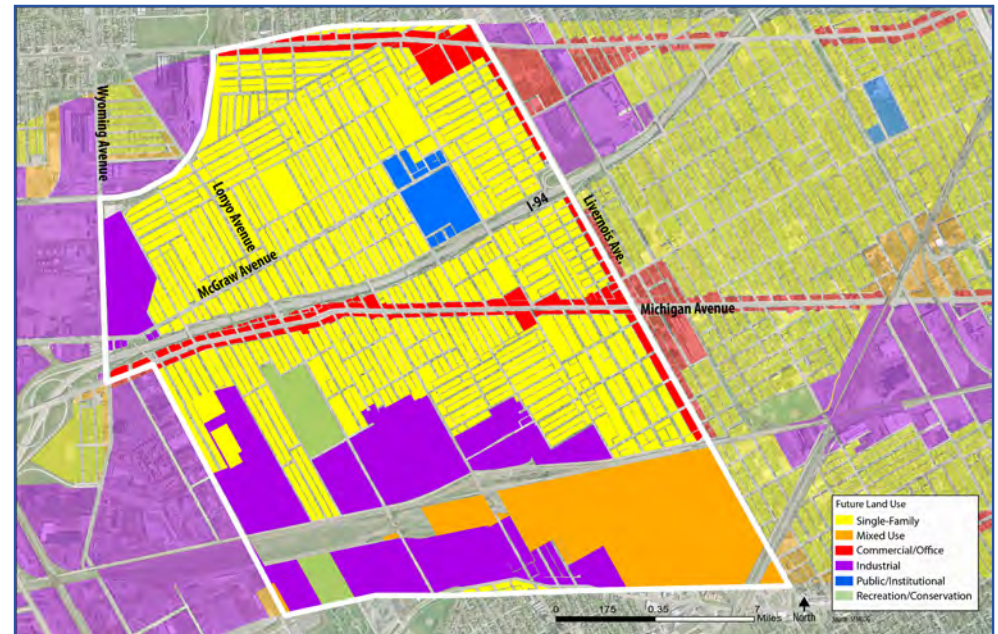 Wyoming Avenue
Lonyo Avenue
McGraw Avenue
I-94
Livernois Ave.
Michigan Avenue
Future Land Use
Single-Family
Mixed Use
Commercial/Office
Industrial
Public/Institutional
Recreation/Conservation
0 175 0.35 7
Miles
North